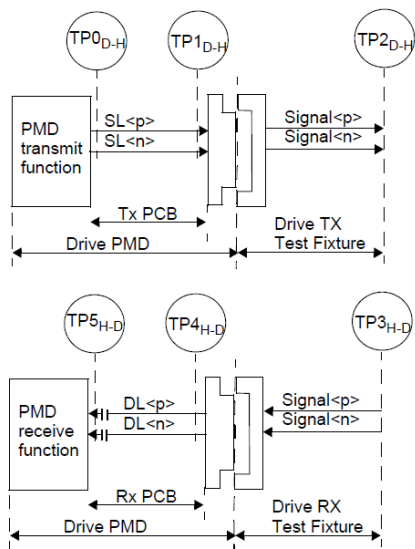 TP0D-H TP1D-H TP2D-H
PMD
transmit
function
SL<p>
SL<n>
Signal<p>
Signal<n>
Tx PCB
Drive PMD
Drive TX
Test Fixture
TP5H-D TP4H-D TP3H-D
PMD
receive
function
DL<p>
DL<n>
Signal<p>
Signal<n>
Rx PCB
Drive PMD
Drive RX
Test Fixture